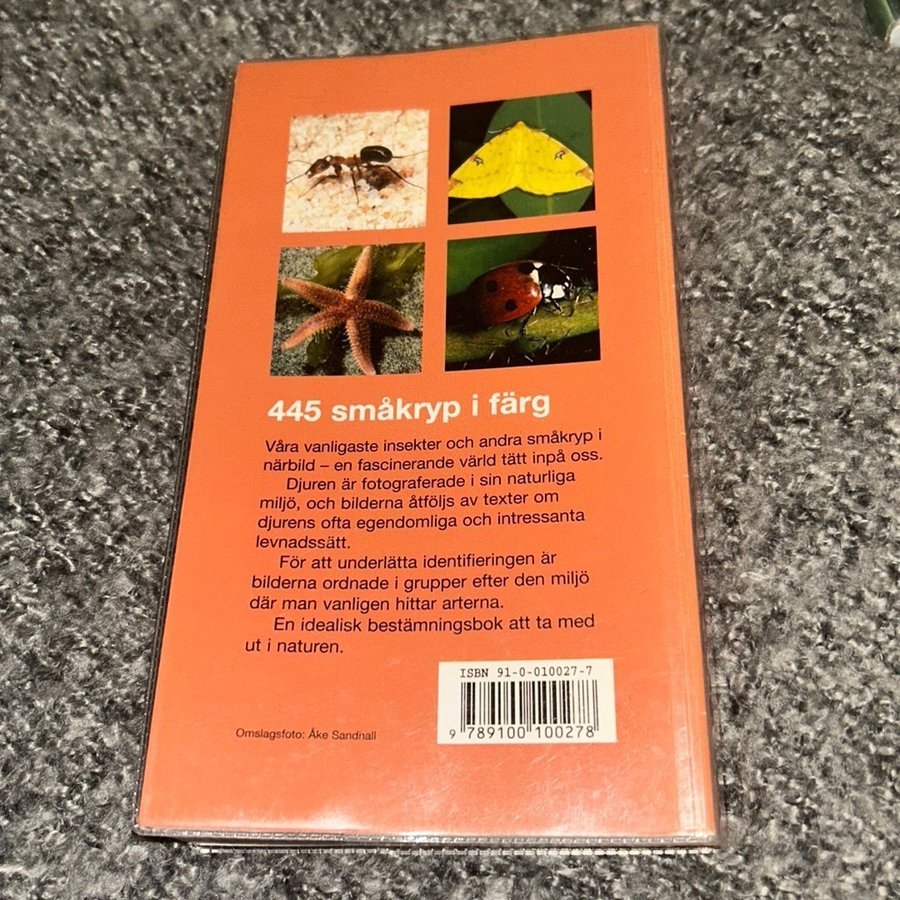 445 småkryp i färg
Våra vanligaste insekter och andra småkryp i
närbild – en fascinerande värld tätt inpå oss.
Djuren är fotograferade i sin naturliga
miljö, och bilderna åtföljs av texter om
djurens ofta egendomliga och intressanta
levnadssätt.
För att underlätta identifieringen är
bilderna ordnade i grupper efter den miljö
där man vanligen hittar arterna.
En idealisk bestämningsbok att ta med
ut i naturen.
ISBN 91-0-010027-7
9 789100 100278
Omslagsfoto: Åke Sandhall